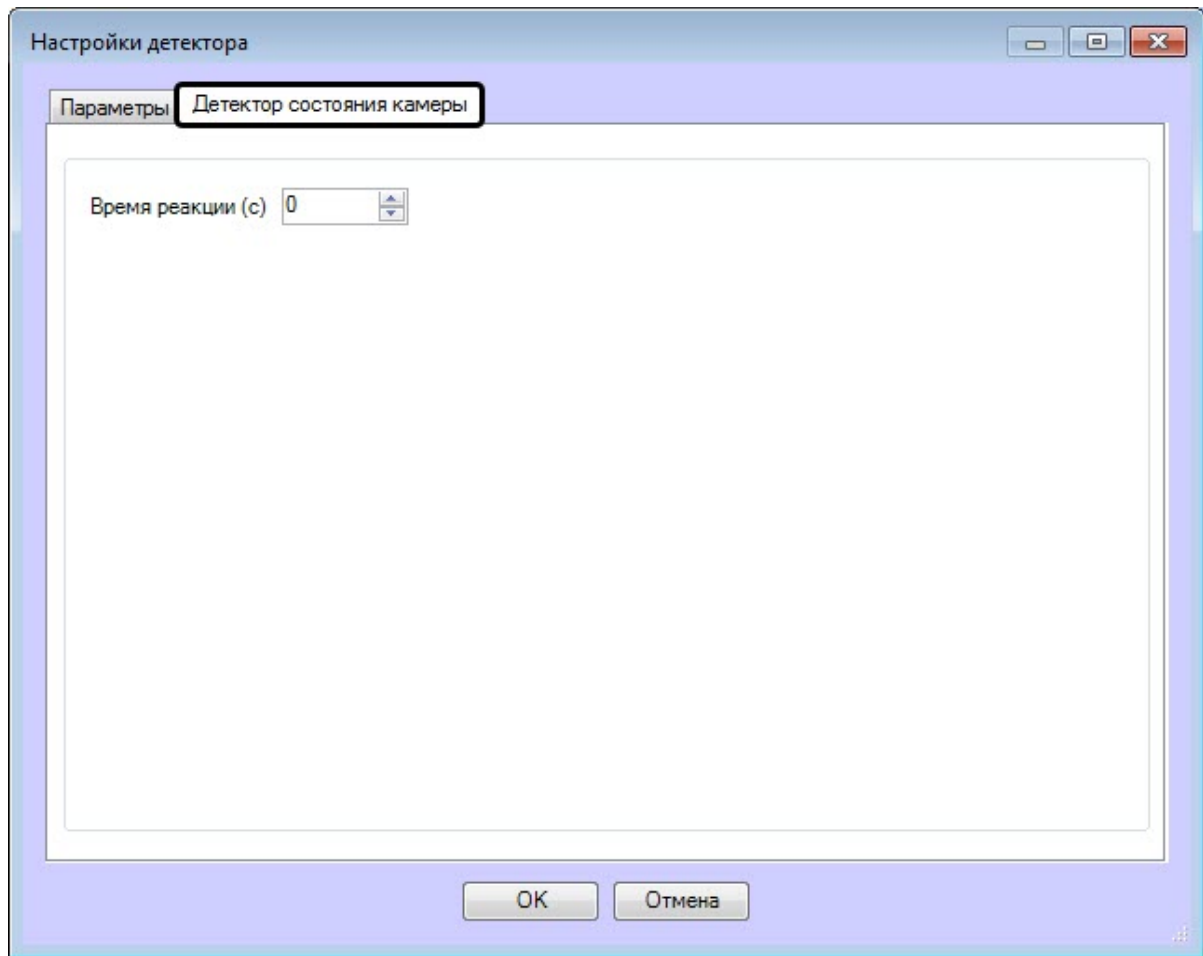 Настройки детектора
Параметры
Детектор состояния камеры
Время реакции (с) 0
OK Отмена